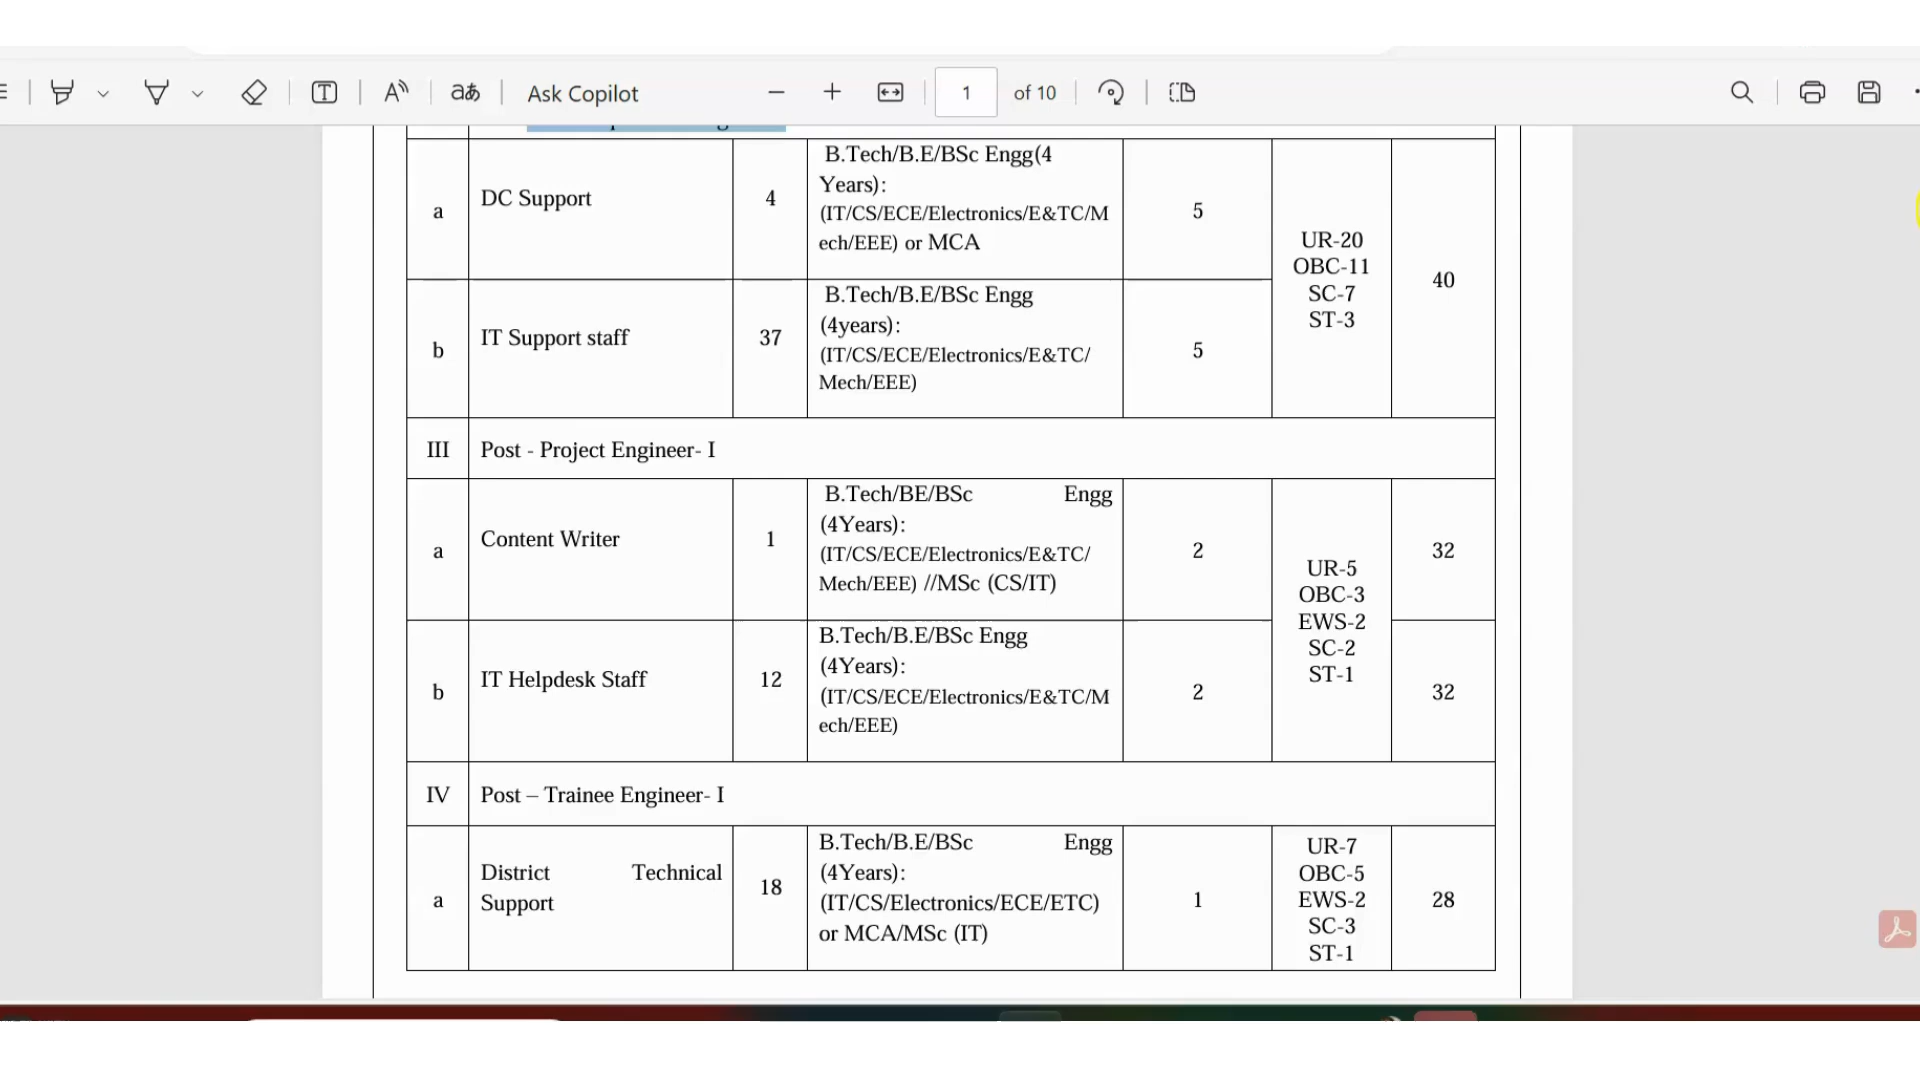 Ask Copilot
1 of 10
a
DC Support
4
B.Tech/B.E/BSc Engg(4
Years):
(IT/CS/ECE/Electronics/E&TC/M
ech/EEE) or MCA
5
UR-20
OBC-11
SC-7
ST-3
40
b
IT Support staff
37
B.Tech/B.E/BSc Engg
(4years):
(IT/CS/ECE/Electronics/E&TC/
Mech/EEE)
5
III Post - Project Engineer- I
a
Content Writer
1
B.Tech/BE/BSc Engg
(4Years):
(IT/CS/ECE/Electronics/E&TC/
Mech/EEE) //MSc (CS/IT)
2
UR-5
OBC-3
EWS-2
SC-2
ST-1
32
b
IT Helpdesk Staff
12
B.Tech/B.E/BSc Engg
(4Years):
(IT/CS/ECE/Electronics/E&TC/M
ech/EEE)
2
32
IV Post – Trainee Engineer- I
a
District Technical
Support
18
B.Tech/B.E/BSc Engg
(4Years):
(IT/CS/Electronics/ECE/ETC)
or MCA/MSc (IT)
1
UR-7
OBC-5
EWS-2
SC-3
ST-1
28